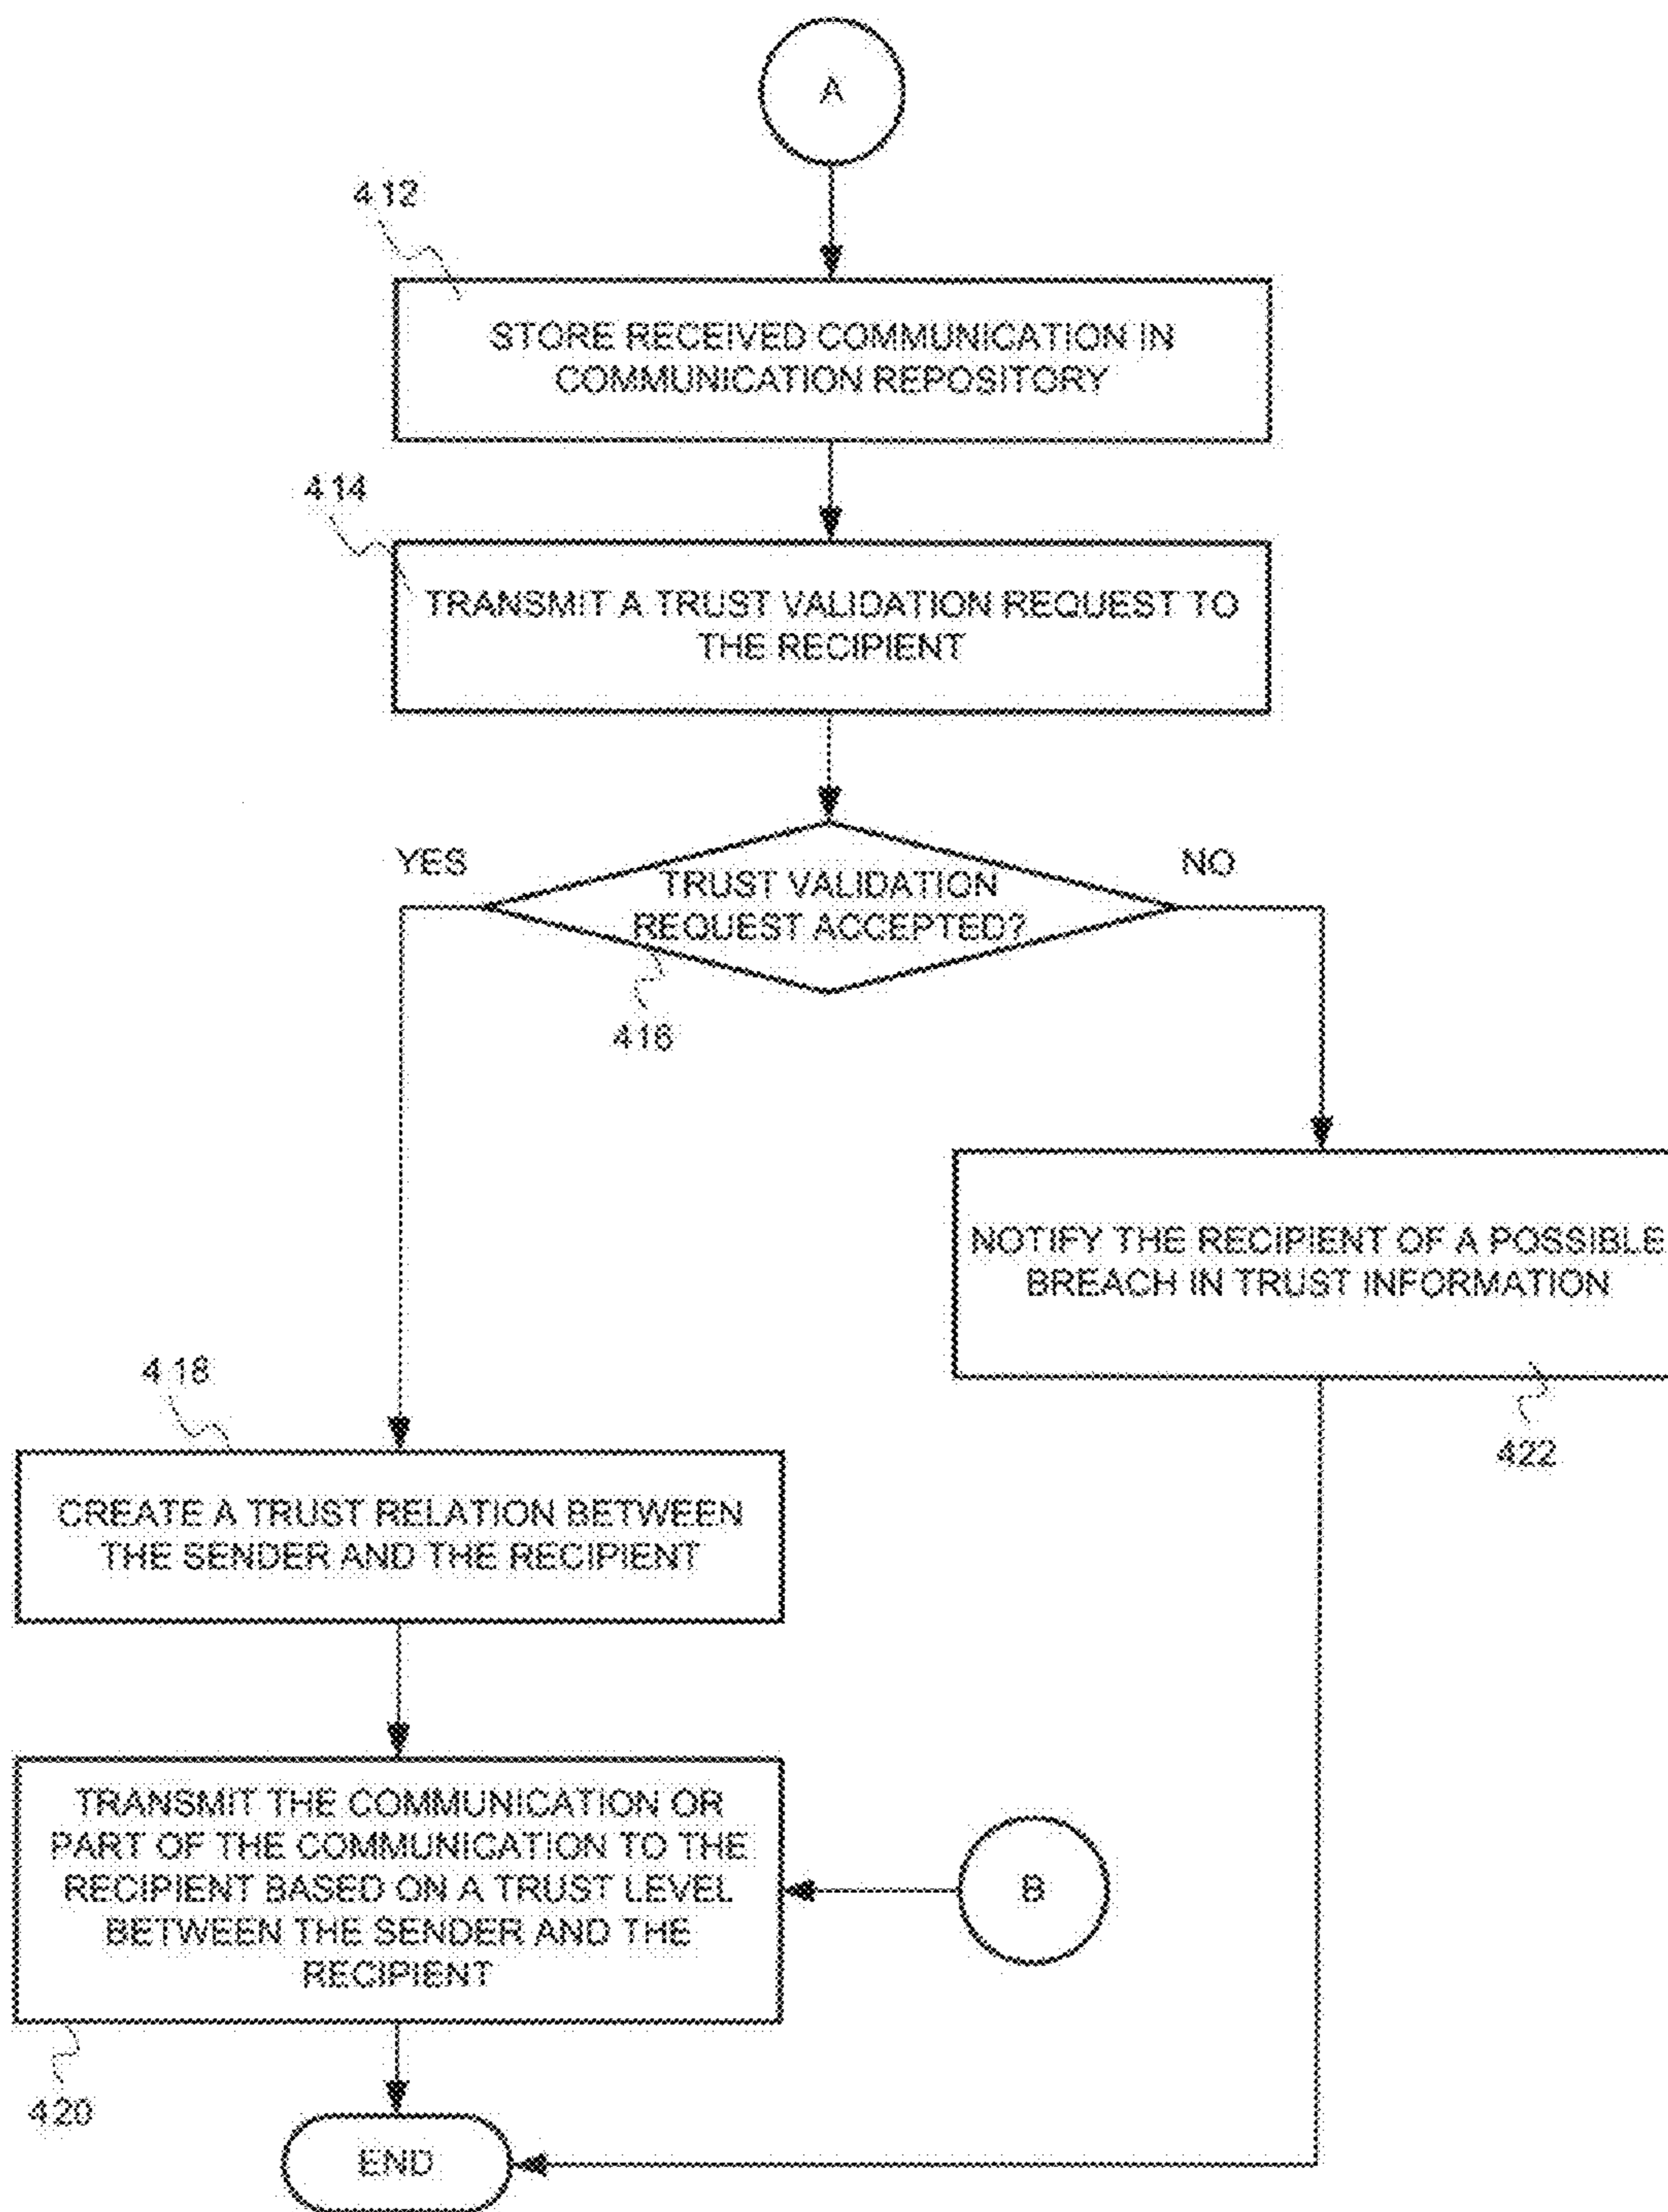 A
412
STORE RECEIVED COMMUNICATION IN
COMMUNICATION REPOSITORY
414
TRANSMIT A TRUST VALIDATION REQUEST TO
THE RECIPIENT
YES
NO
TRUST VALIDATION
REQUEST ACCEPTED?
416
NOTIFY THE RECIPIENT OF A POSSIBLE
BREACH IN TRUST INFORMATION
422
418
CREATE A TRUST RELATION BETWEEN
THE SENDER AND THE RECIPIENT
TRANSMIT THE COMMUNICATION OR
PART OF THE COMMUNICATION TO THE
RECIPIENT BASED ON A TRUST LEVEL
BETWEEN THE SENDER AND THE
RECIPIENT
B
420
END